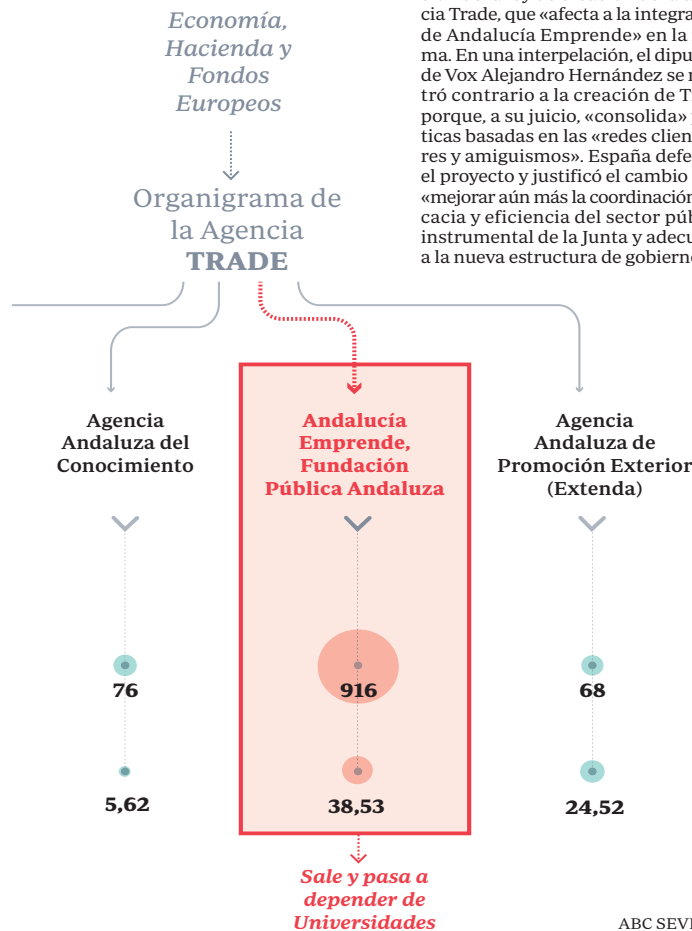 Economía,
Hacienda y
Fondos
Europeos
Organigrama de
la Agencia
TRADE
cia Trade, que «afecta a la integra
de Andalucía Emprende» en la
ma. En una interpelación, el dipu
de Vox Alejandro Hernández se
tró contrario a la creación de
porque, a su juicio, «consolida»
ticas basadas en las «redes clien
res y amiguismos». España defe
el proyecto y justificó el cambio
«mejorar aún más la coordinación
cacia y eficiencia del sector púb
instrumental de la Junta y adecu
a la nueva estructura de gobierno
Agencia
Andaluza del
Conocimiento
76
5,62
Andalucía
Emprende,
Fundación
Pública Andaluza
916
38,53
Sale y pasa a
depender de
Universidades
Agencia
Andaluza de
Promoción Exterior
(Extenda)
68
24,52
ABC SEVI